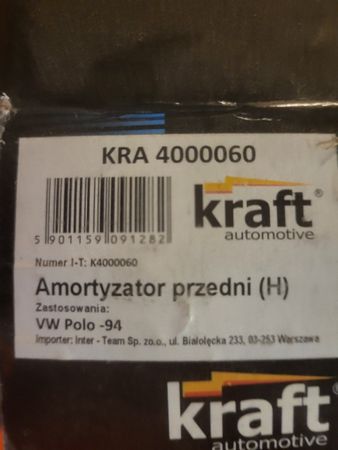 KRA 4000060
5 901159 091282
kraft®
automotive
Numer I-T: K4000060
Amortyzator przedni (H)
Zastosowania:
VW Polo -94
Importer: Inter - Team Sp. zo.o., ul. Białołęcka 233, 03-253 Warszawa
kraft
automotive